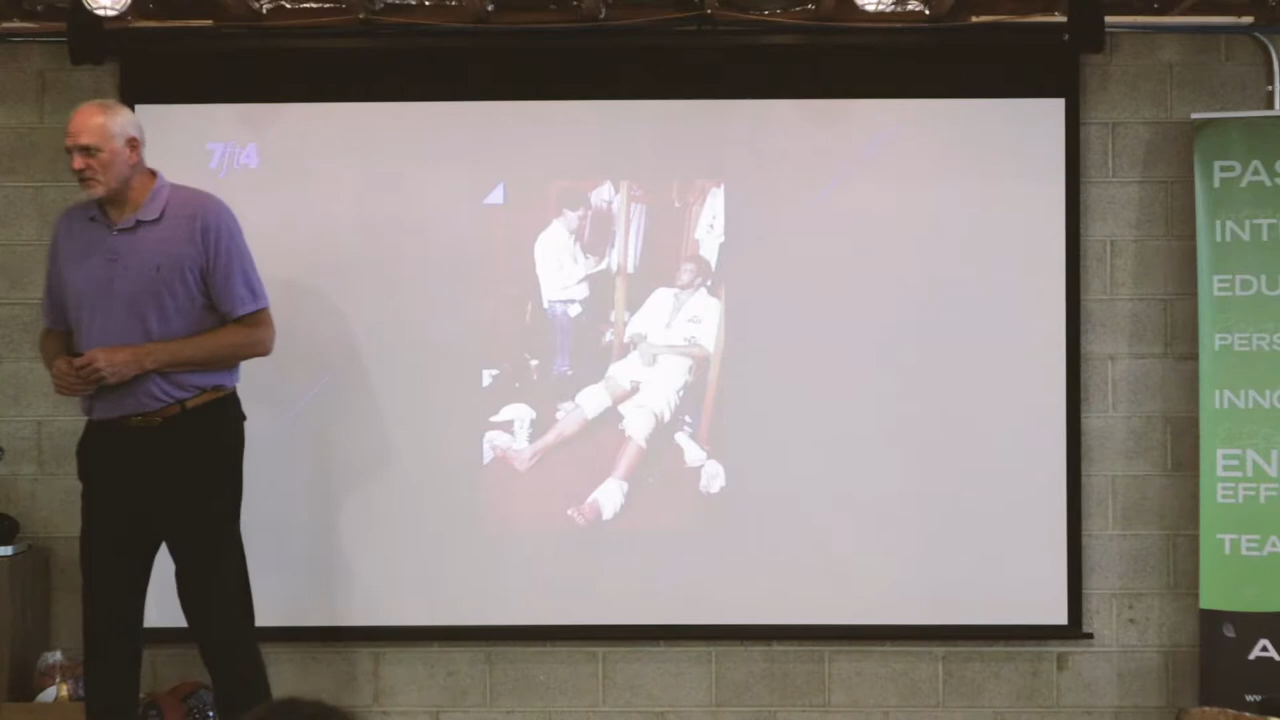 7ft4
PAS
INT
EDU
PERS
INNO
EN
EFF
TEA
A